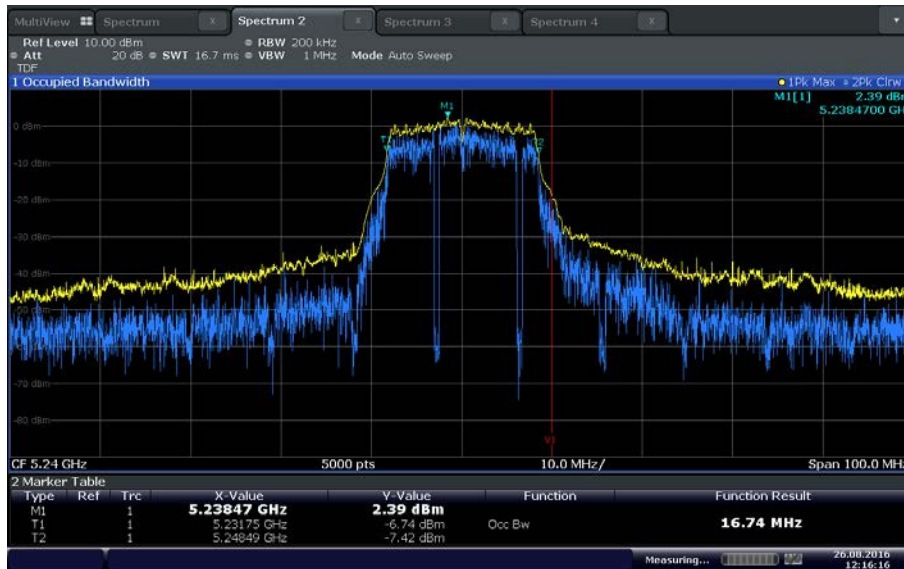 MultiView Spectrum X Spectrum 2 X Spectrum 3 X Spectrum 4 X
Ref Level 10.00 dBm RBW 200 kHz
Att 20 dB SWT 16.7 ms VBW 1 MHz Mode Auto Sweep
TDF
1 Occupied Bandwidth 1Pk Max 2Pk Clrw
M1[1] 2.39 dBm
5.2384700 GH
M1
0 dBm
T1 T2
-10 dBm
-20 dBm
-30 dBm
-40 dBm
-70 dBm
-80 dBm
V1
CF 5.24 GHz 5000 pts 10.0 MHz/ Span 100.0 MH
2 Marker Table
Type Ref Trc X-Value Y-Value Function Function Result
M1 1 5.23847 GHz 2.39 dBm
T1 1 5.23175 GHz -6.74 dBm Occ Bw 16.74 MHz
T2 1 5.24849 GHz -7.42 dBm
Measuring... 26.08.2016
12:16:16